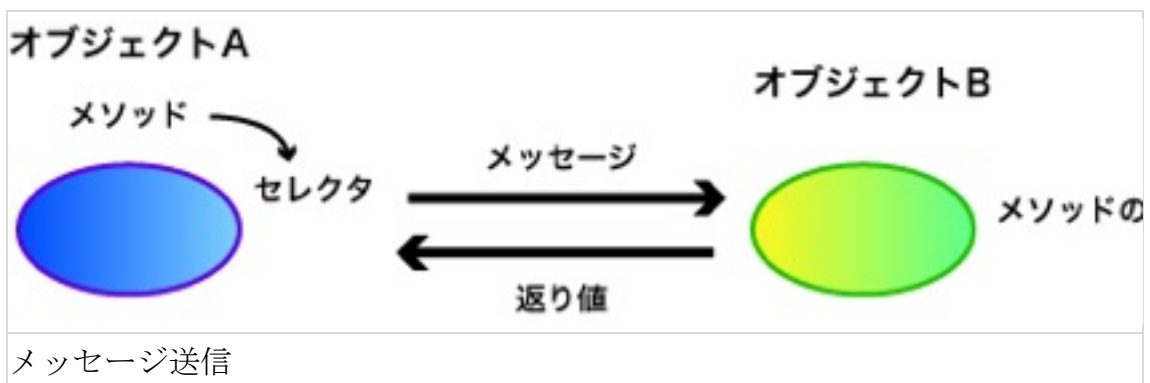 オブジェクトA
オブジェクトB
メソッド
セレクタ
メッセージ
メソッドの
返り値
メッセージ送信